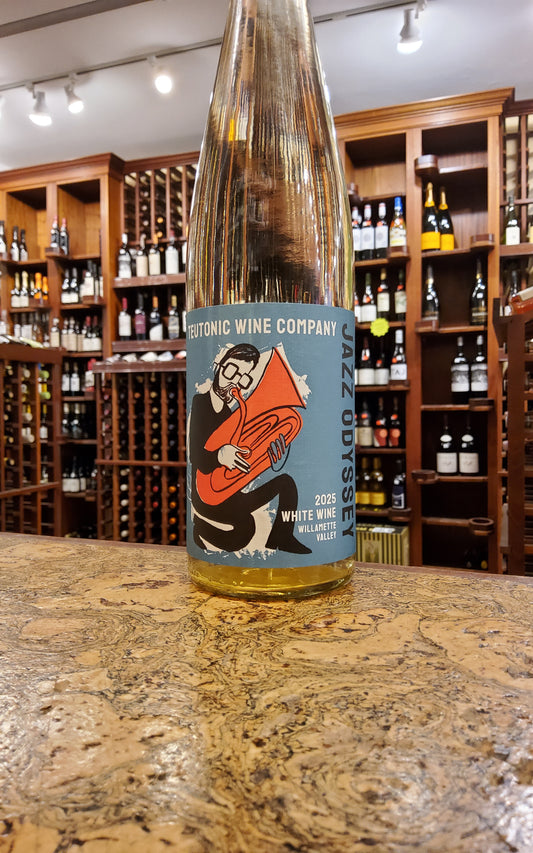 TEUTONIC WINE COMPANY
JAZZ ODYSSEY
2025
WHITE WINE
WILLAMETTE
VALLEY